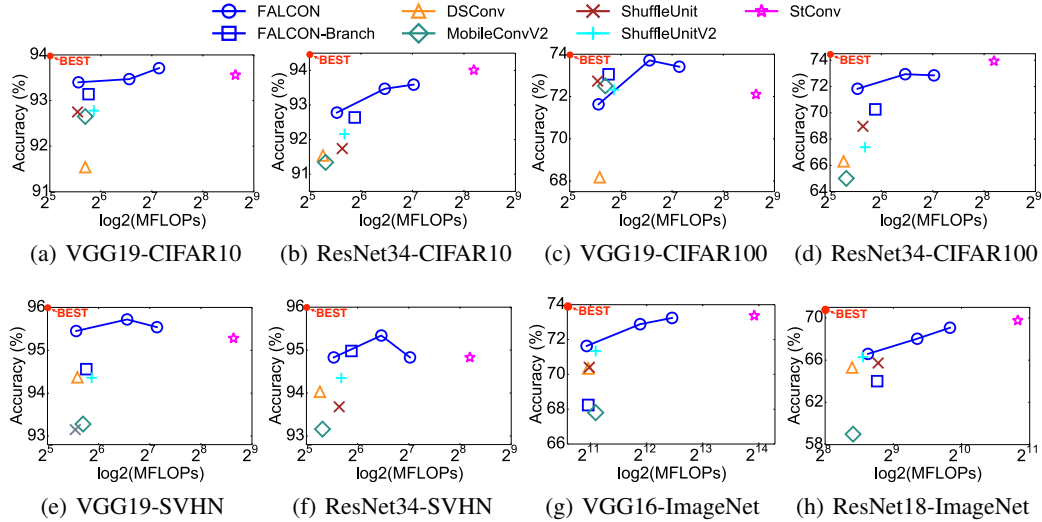 FALCON DSConv ShuffleUnit StConv
FALCON-Branch MobileConvV2 ShuffleUnitV2
94 BEST
93
92
91
Accuracy (%)
2^5 2^6 2^7 2^8 2^9
log2(MFLOPs)
(a) VGG19-CIFAR10
BEST
94
93
92
91
Accuracy (%)
2^5 2^6 2^7 2^8 2^9
log2(MFLOPs)
(b) ResNet34-CIFAR10
74 BEST
72
70
68
Accuracy (%)
2^5 2^6 2^7 2^8 2^9
log2(MFLOPs)
(c) VGG19-CIFAR100
74 BEST
72
70
68
66
64
Accuracy (%)
2^5 2^6 2^7 2^8 2^9
log2(MFLOPs)
(d) ResNet34-CIFAR100
96 BEST
95
94
93
Accuracy (%)
2^5 2^6 2^7 2^8 2^9
log2(MFLOPs)
(e) VGG19-SVHN
96 BEST
95
94
93
Accuracy (%)
2^5 2^6 2^7 2^8 2^9
log2(MFLOPs)
(f) ResNet34-SVHN
74 BEST
72
70
68
66
Accuracy (%)
2^11 2^12 2^13 2^14
log2(MFLOPs)
(g) VGG16-ImageNet
BEST
70
66
62
58
Accuracy (%)
2^8 2^9 2^10 2^11
log2(MFLOPs)
(h) ResNet18-ImageNet